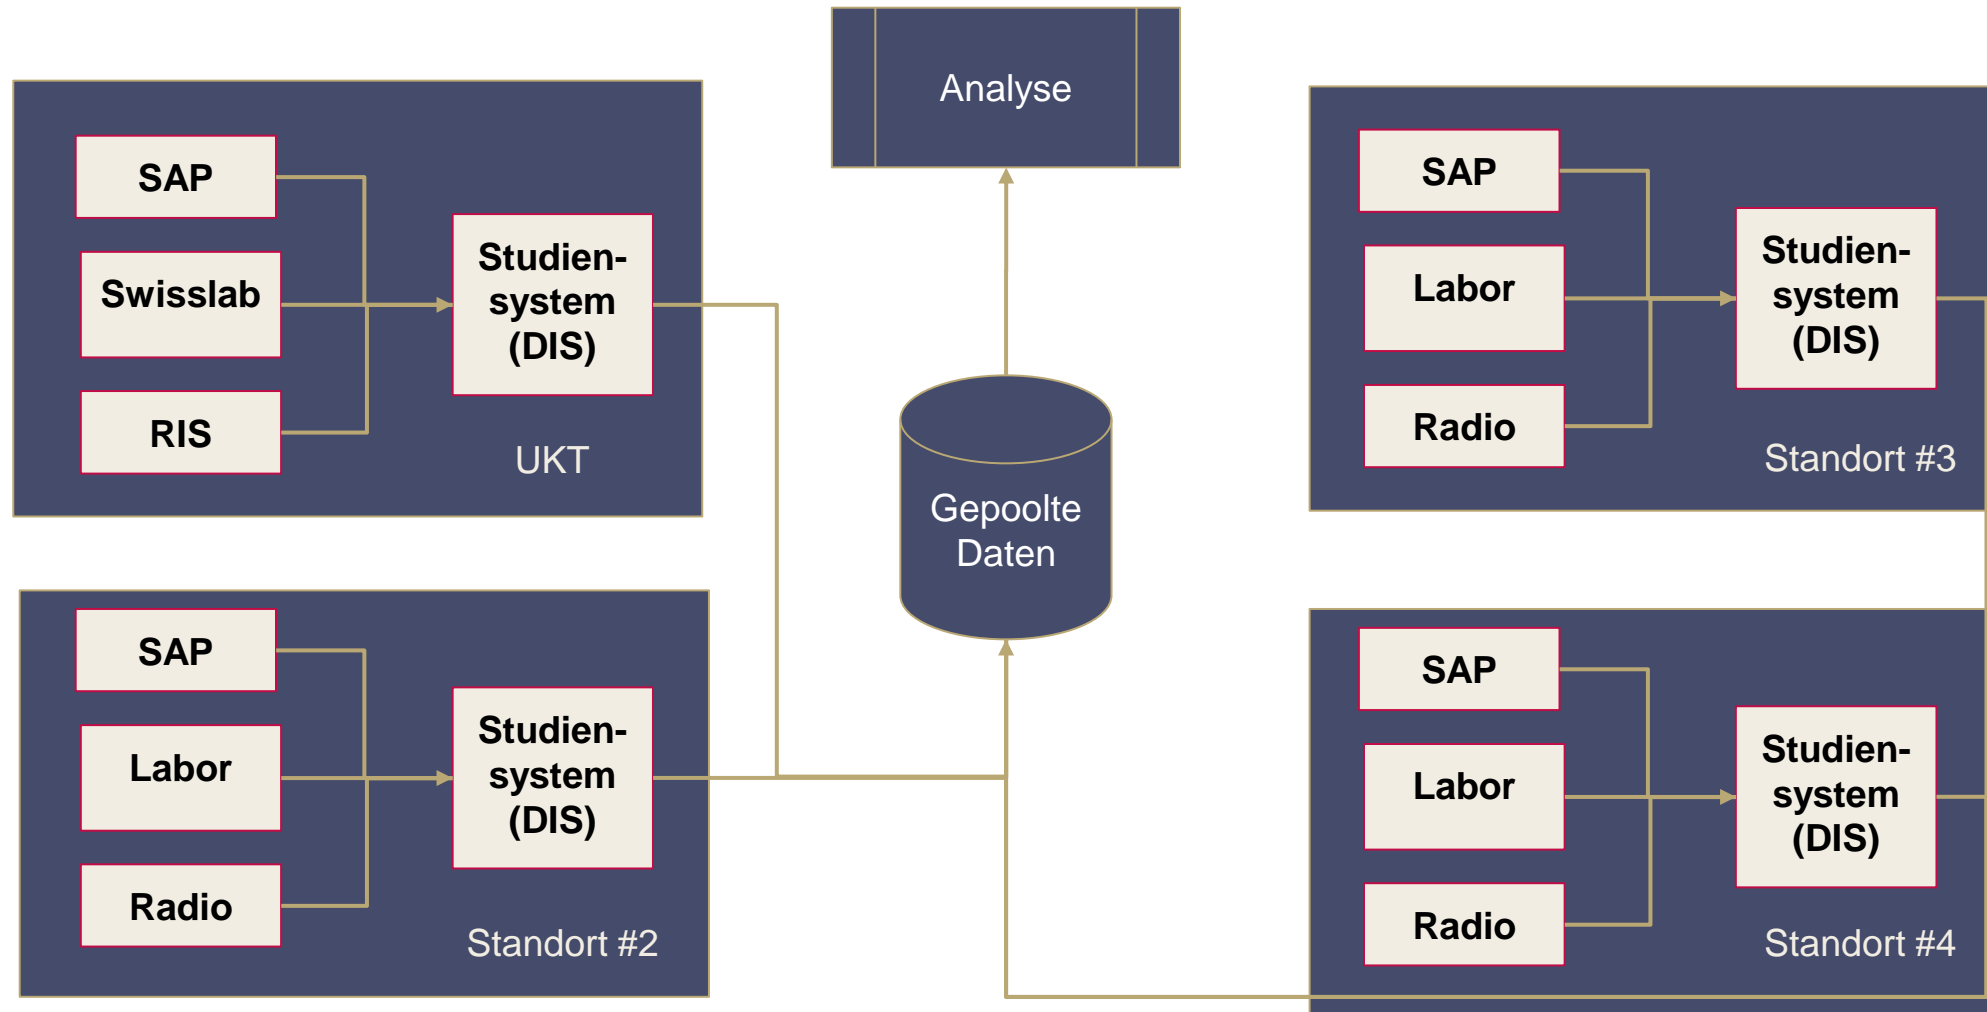 Analyse
SAP
Swisslab
RIS
Studien-
system
(DIS)
UKT
SAP
Labor
Radio
Studien-
system
(DIS)
Standort #2
Gepoolte
Daten
SAP
Labor
Radio
Studien-
system
(DIS)
Standort #3
SAP
Labor
Radio
Studien-
system
(DIS)
Standort #4